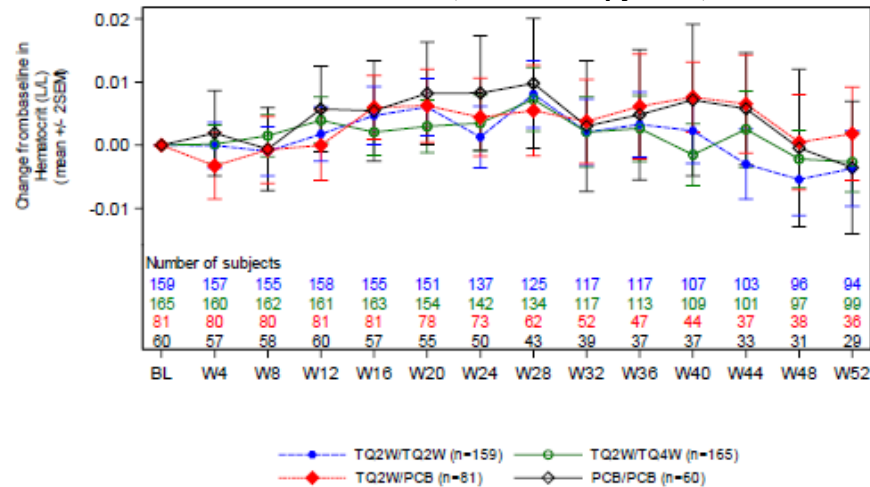 0.02
0.01
0.00
-0.01
Change frombaseline in
Hematocrit (L/L)
(mean +/- 2SEM)
Number of subjects
159 157 155 158 155 151 137 125 117 117 107 103 96 94
165 160 162 161 163 154 142 134 117 113 109 101 97 99
81 80 80 81 81 78 73 62 52 47 44 37 38 36
60 57 58 60 57 55 50 43 39 37 37 33 31 29
BL W4 W8 W12 W16 W20 W24 W28 W32 W36 W40 W44 W48 W52
TQ2W/TQ2W (n=159) TQ2W/TQ4W (n=165)
TQ2W/PCB (n=81) PCB/PCB (n=60)